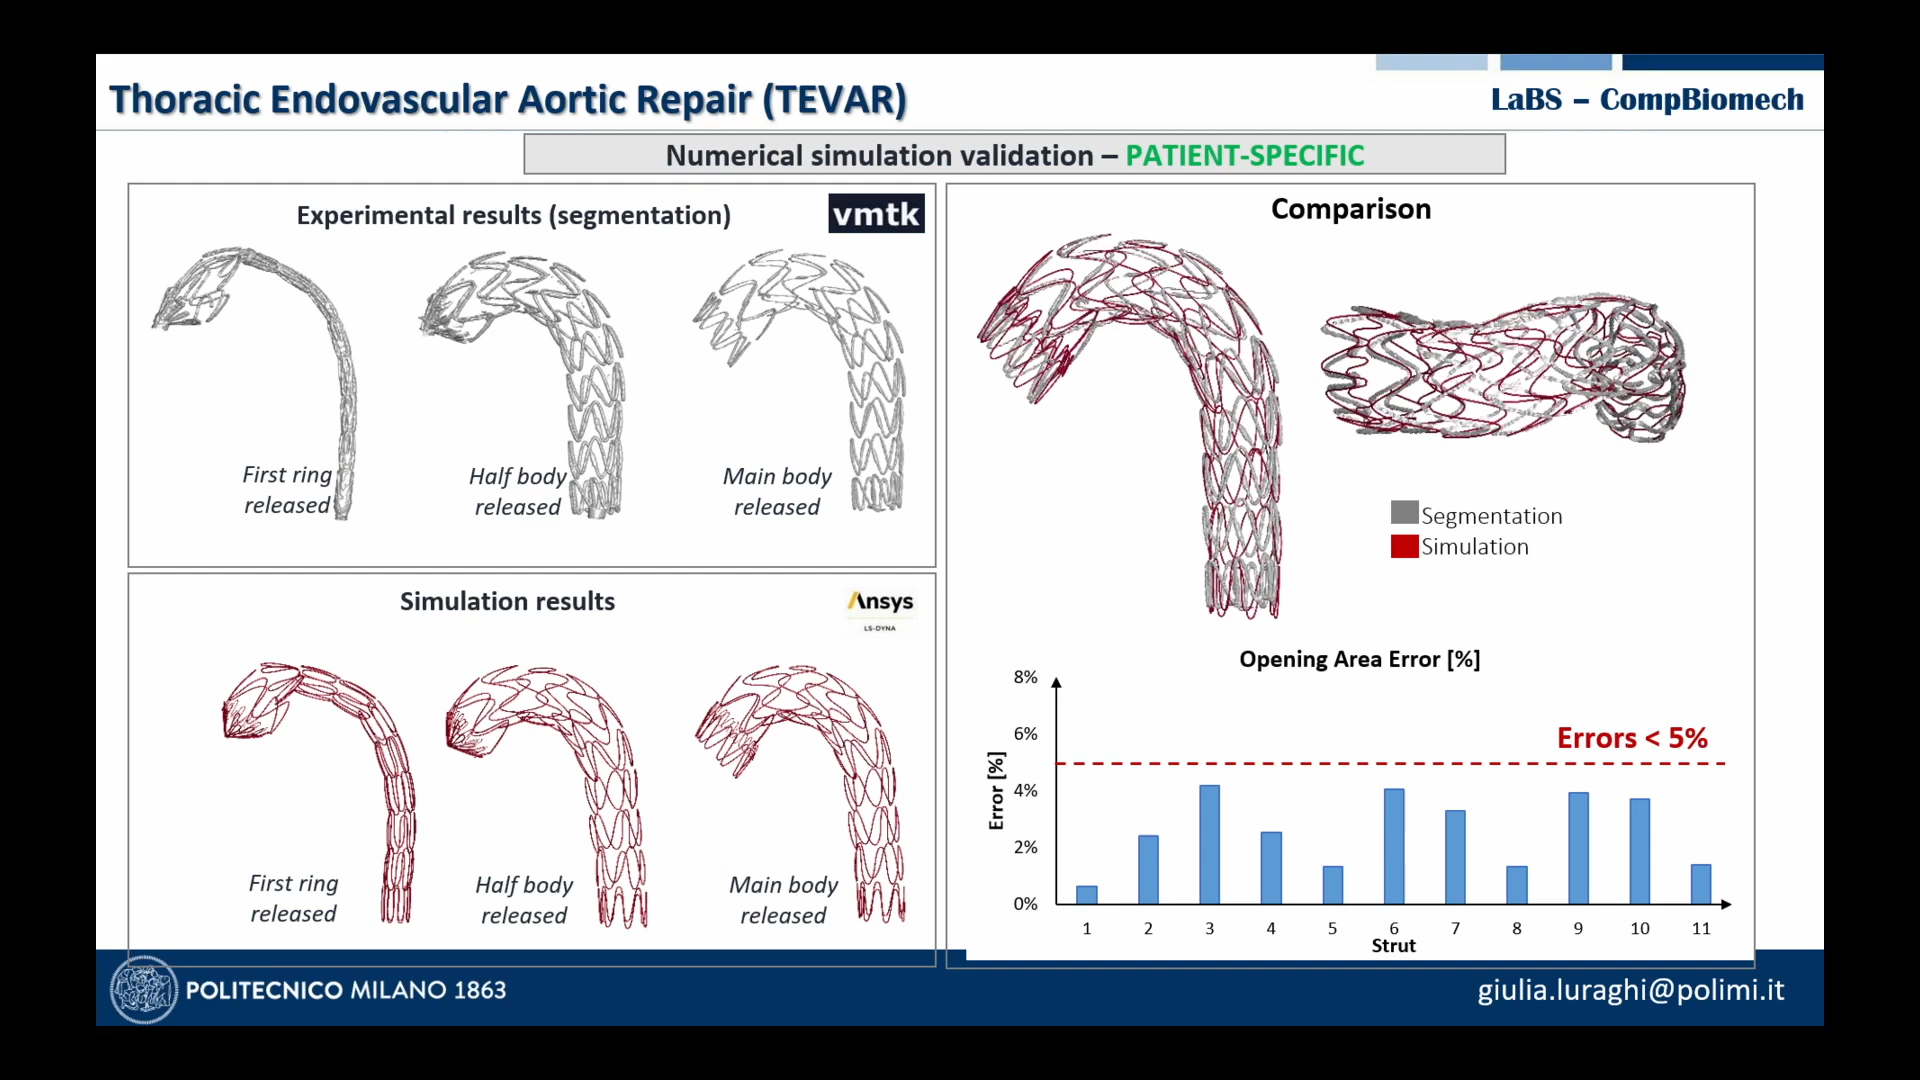 Thoracic Endovascular Aortic Repair (TEVAR)
LaBS – CompBiomech
Numerical simulation validation – PATIENT-SPECIFIC
Experimental results (segmentation)
vmtk
First ring
released
Half body
released
Main body
released
Simulation results
Ansys
LS-DYNA
First ring
released
Half body
released
Main body
released
Comparison
Segmentation
Simulation
Opening Area Error [%]
8%
6%
4%
2%
0%
Error [%]
Errors < 5%
1 2 3 4 5 6 7 8 9 10 11
Strut
POLITECNICO MILANO 1863
giulia.luraghi@polimi.it